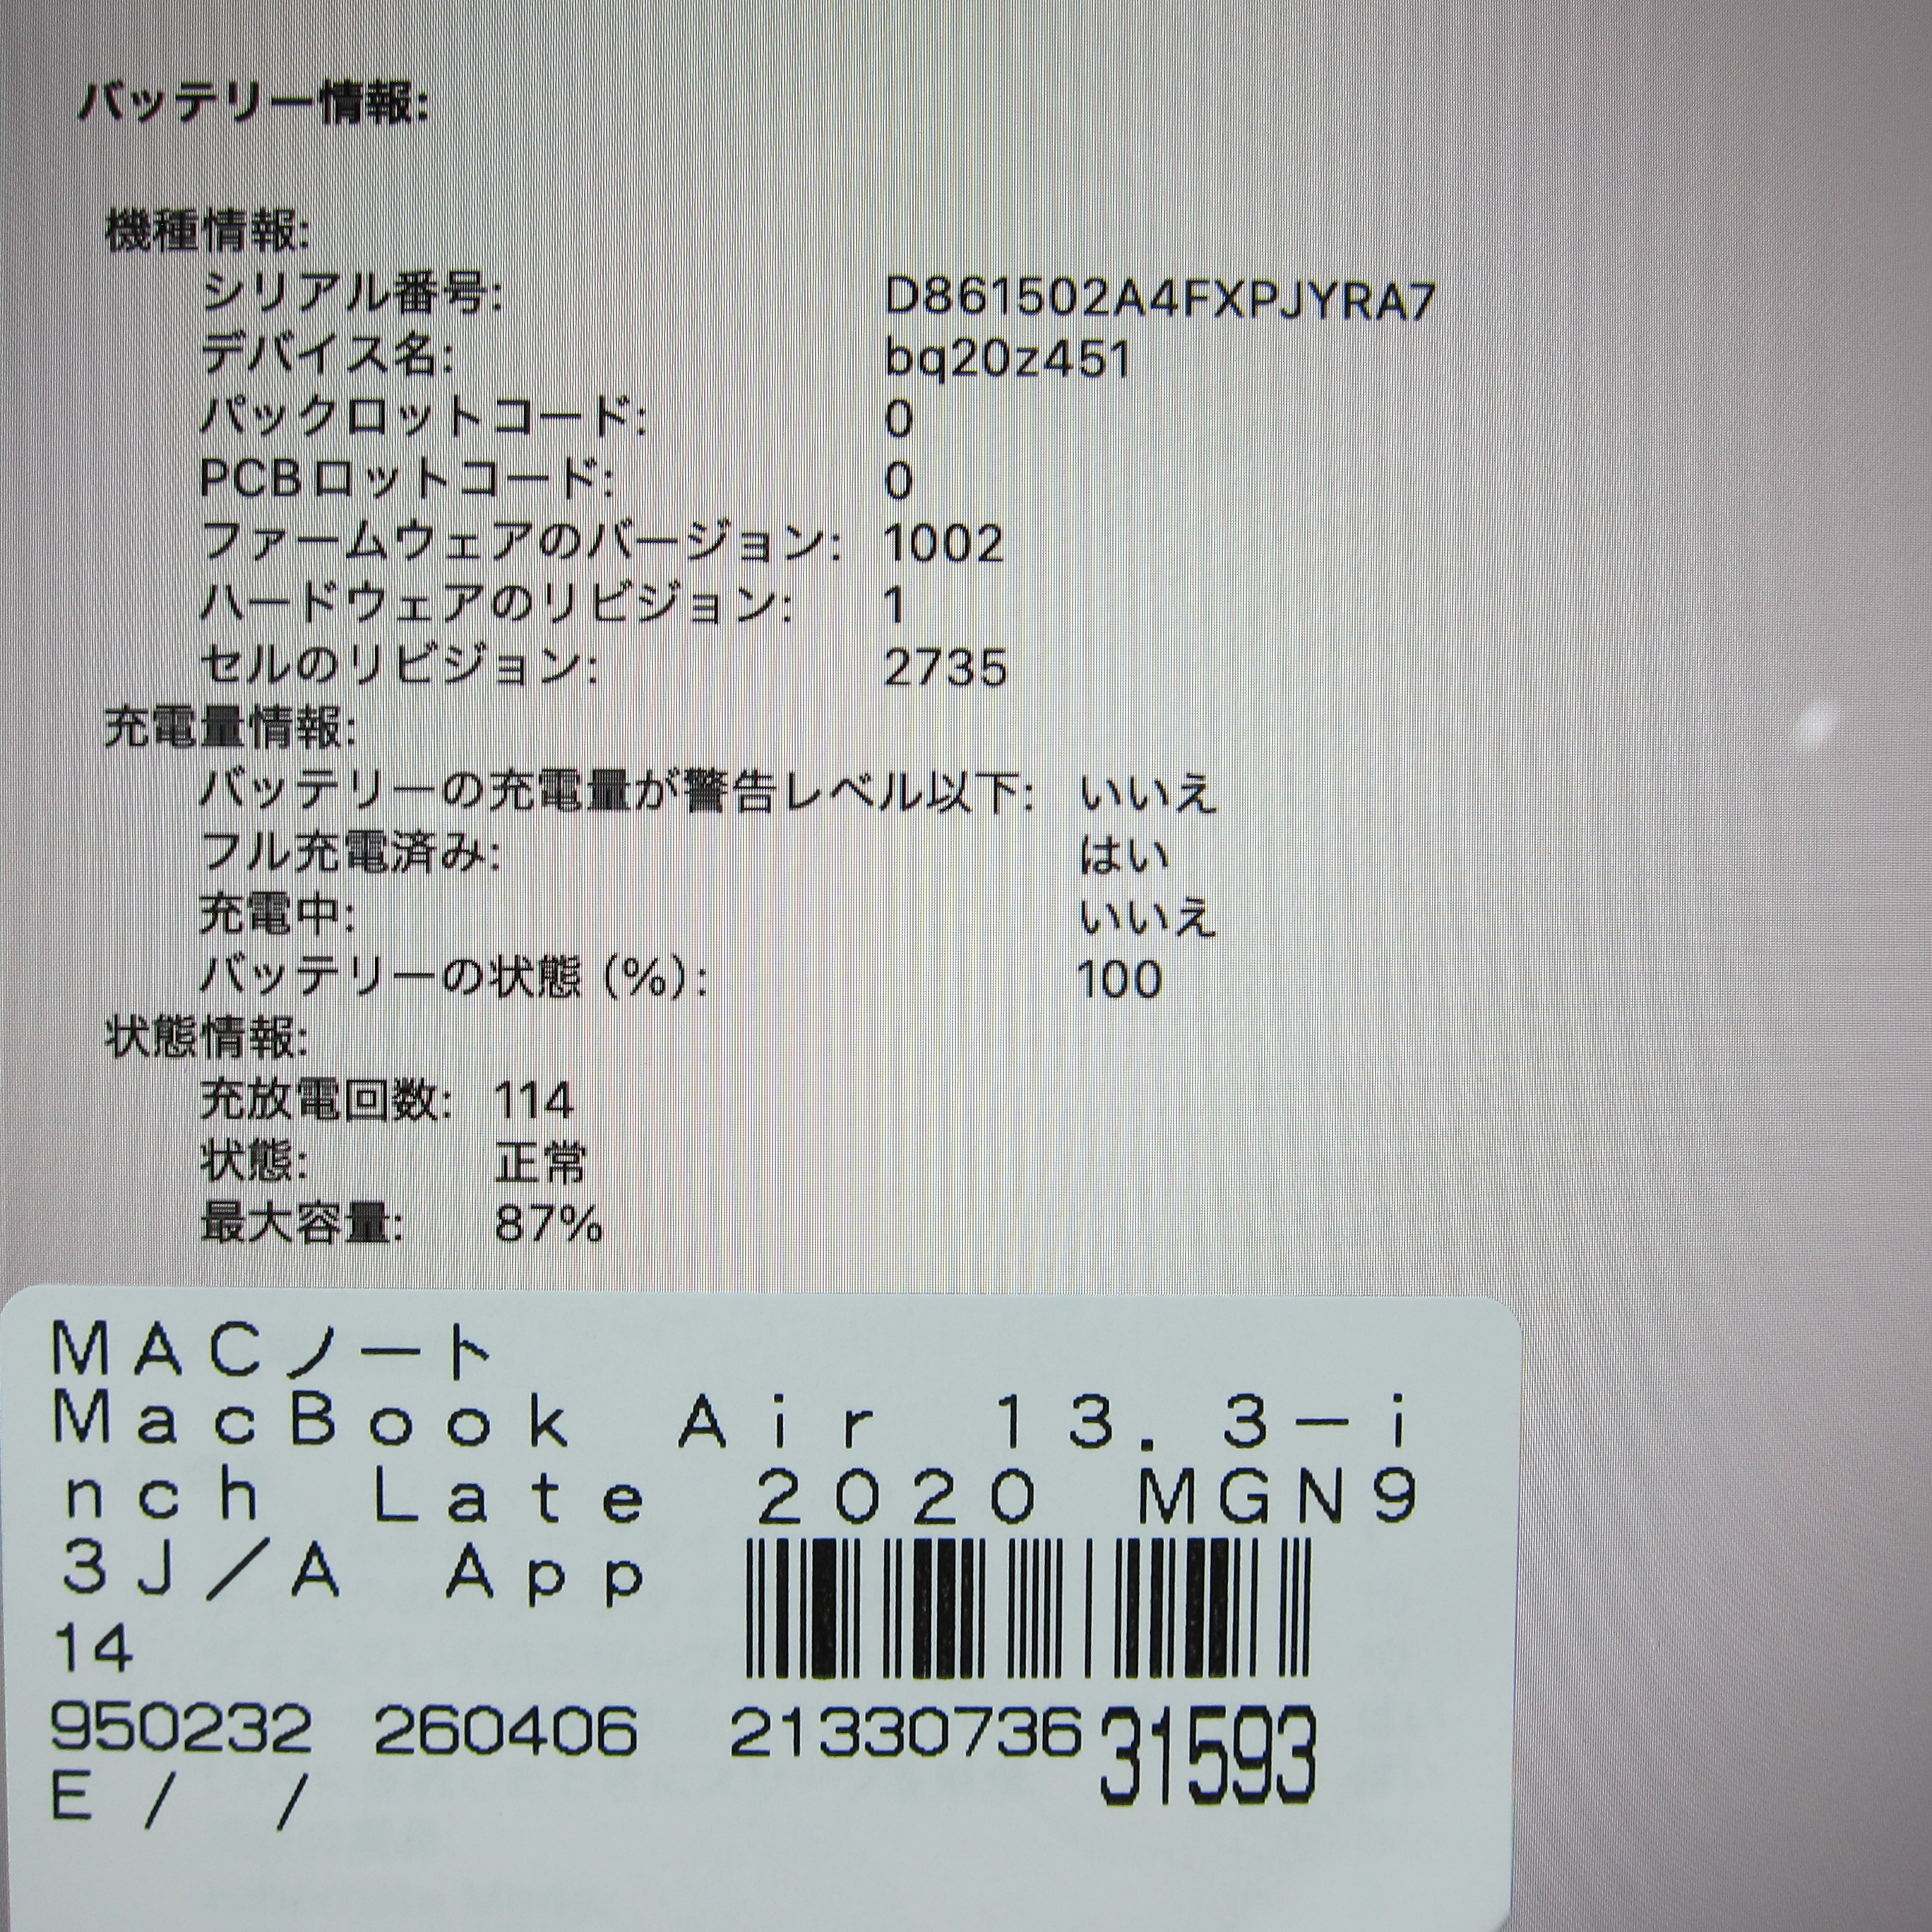 バッテリー情報:
機種情報:
シリアル番号: D861502A4FXPJYRA7
デバイス名: bq20z451
パックロットコード: 0
PCBロットコード: 0
ファームウェアのバージョン: 1002
ハードウェアのリビジョン: 1
セルのリビジョン: 2735
充電量情報:
バッテリーの充電量が警告レベル以下: いいえ
フル充電済み: はい
充電中: いいえ
バッテリーの状態 (%): 100
状態情報:
充放電回数: 114
状態: 正常
最大容量: 87%
MACノート
MacBook Air 13.3-i
nch Late 2020 MGN9
3J/A App
14
950232 260406 21330736 31593
E / /